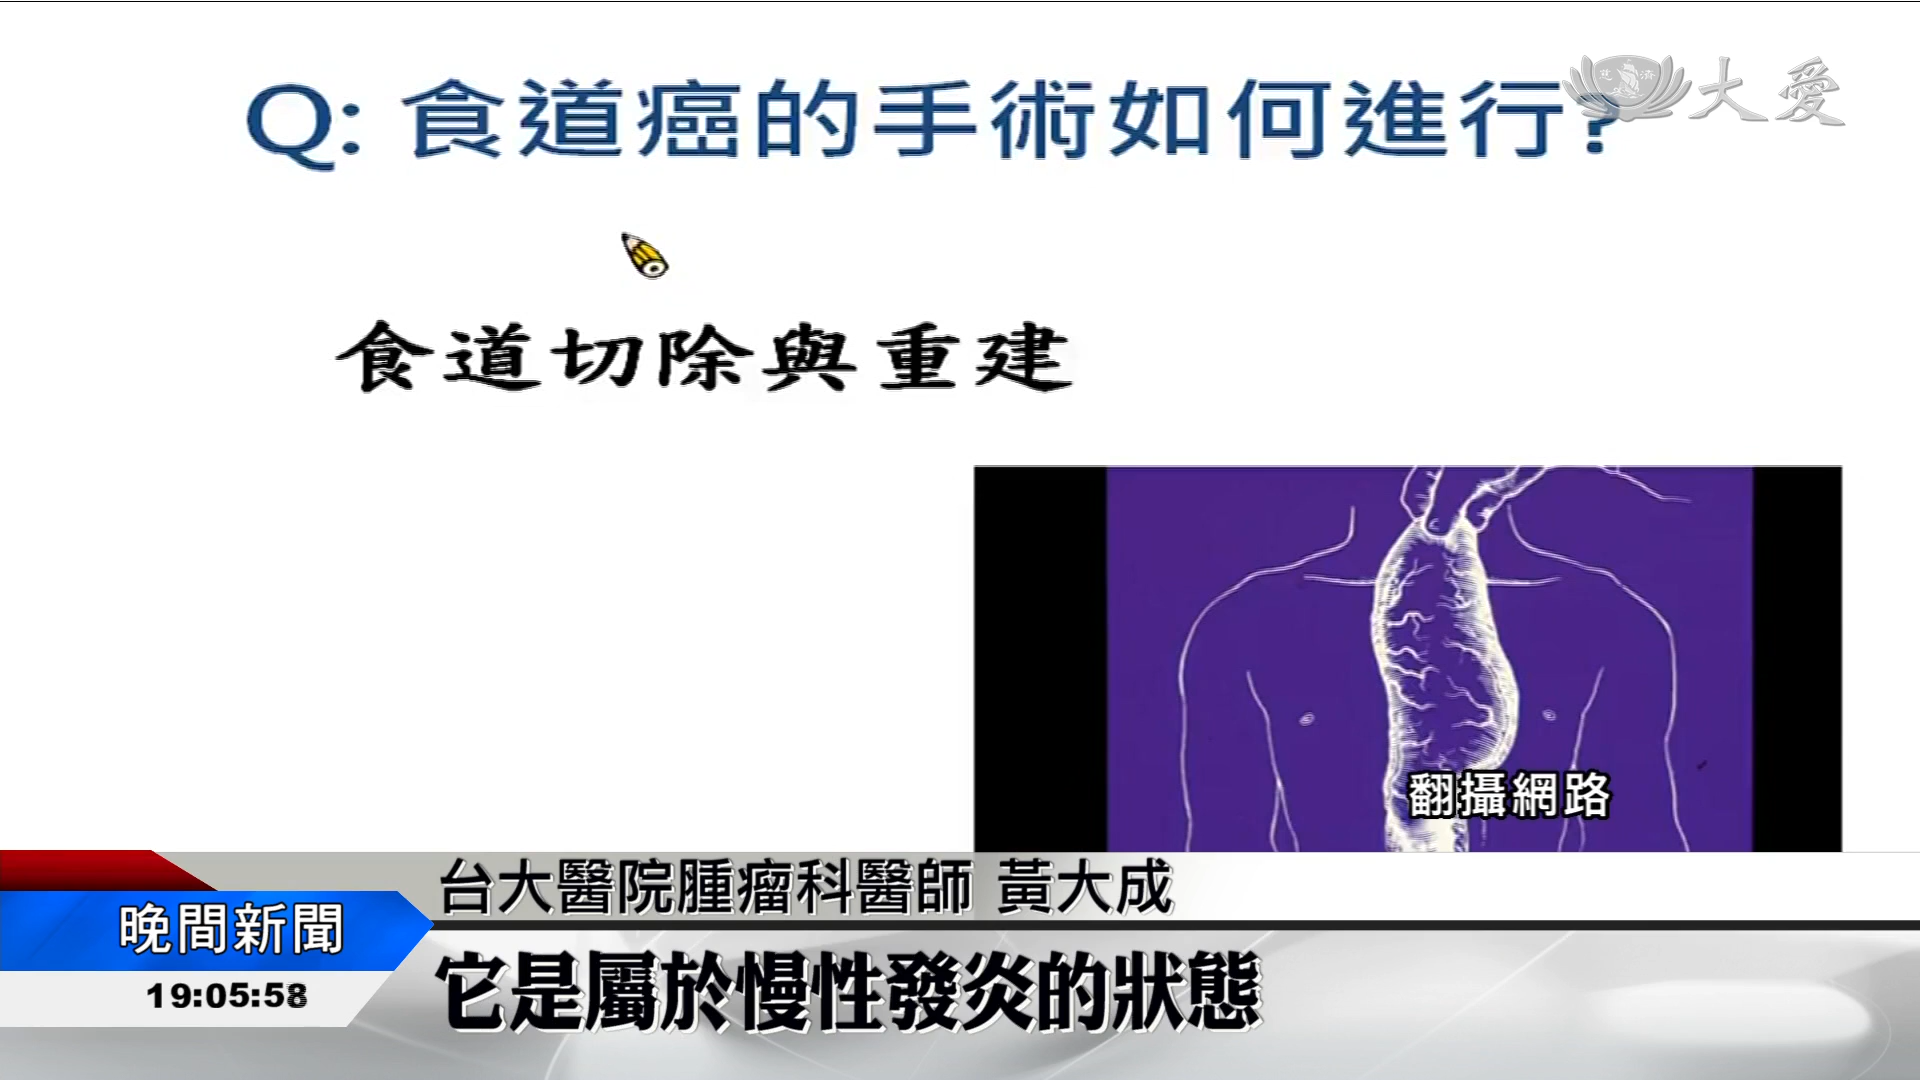 Q: 食道癌的手術如何進行?
慈濟
大愛
食道切除與重建
翻攝網路
台大醫院腫瘤科醫師 黃大成
晚間新聞
19:05:58
它是屬於慢性發炎的狀態